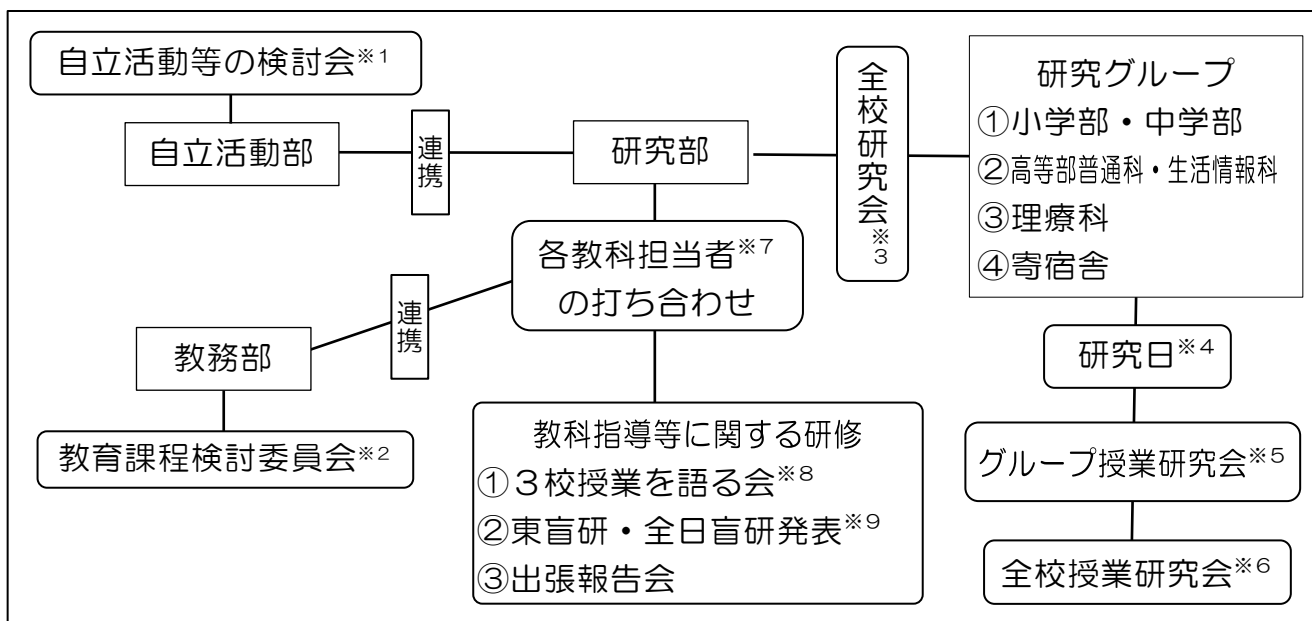 自立活動等の検討会※1
自立活動部
連携
研究部
全校研究会※3
研究グループ
①小学部・中学部
②高等部普通科・生活情報科
③理療科
④寄宿舎
各教科担当者※7
の打ち合わせ
連携
教務部
教育課程検討委員会※2
教科指導等に関する研修
①３校授業を語る会※8
②東盲研・全日盲研発表※9
③出張報告会
研究日※4
グループ授業研究会※5
全校授業研究会※6